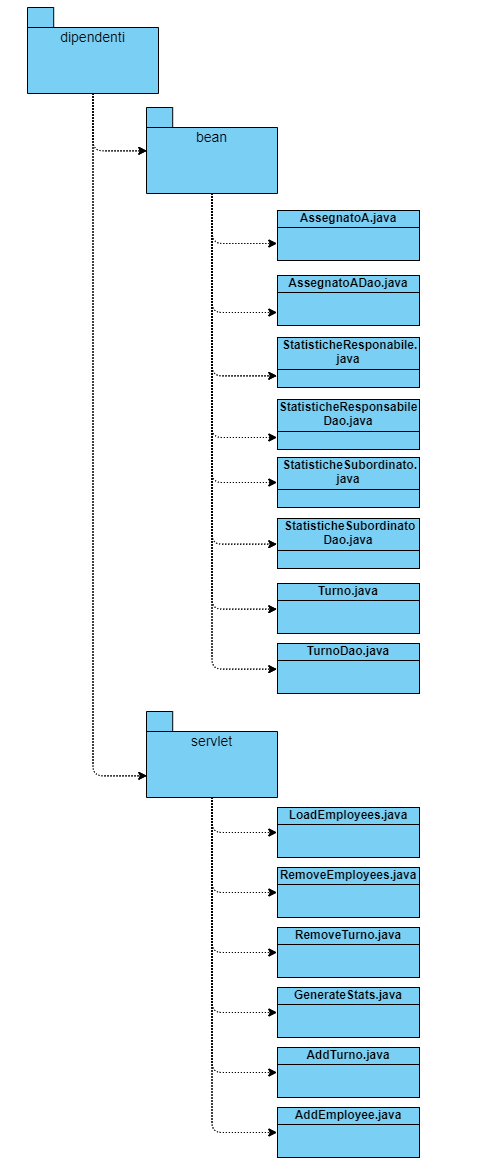 dipendenti
bean
AssegnatoA.java
AssegnatoADao.java
StatisticheResponabile.
java
StatisticheResponsabile
Dao.java
StatisticheSubordinato.
java
StatisticheSubordinato
Dao.java
Turno.java
TurnoDao.java
servlet
LoadEmployees.java
RemoveEmployees.java
RemoveTurno.java
GenerateStats.java
AddTurno.java
AddEmployee.java